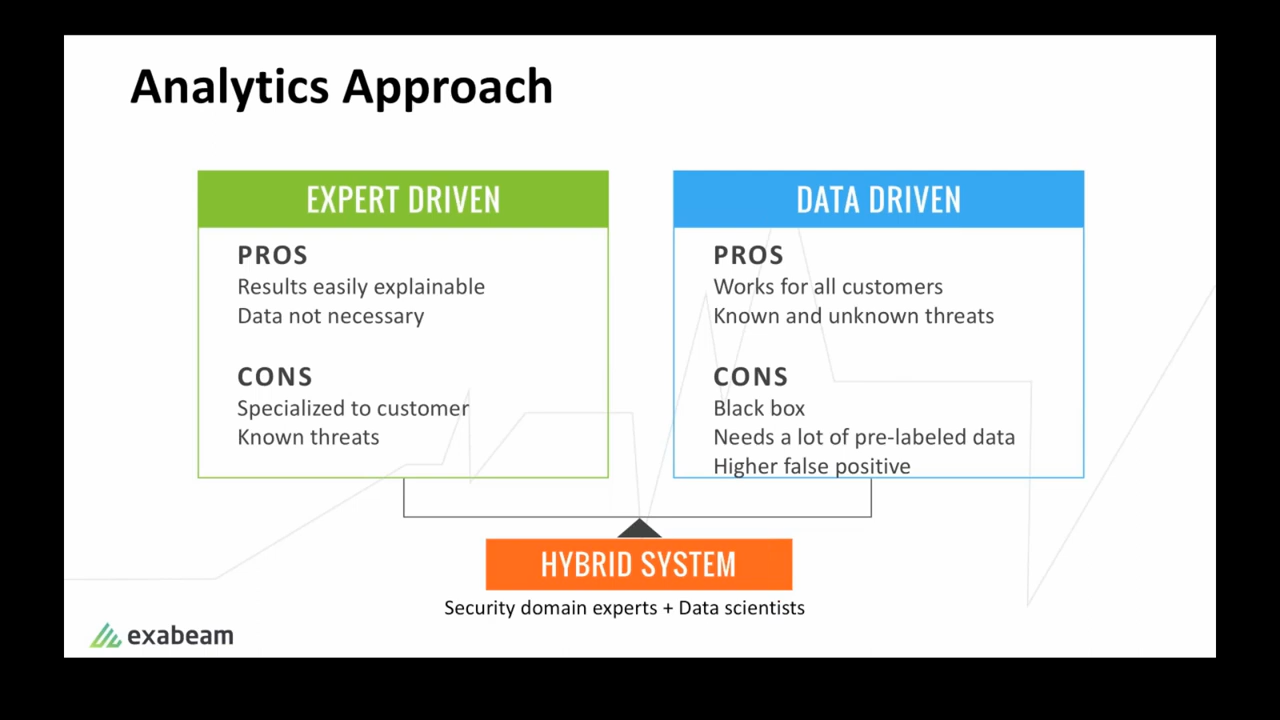 Analytics Approach
EXPERT DRIVEN
PROS
Results easily explainable
Data not necessary
CONS
Specialized to customer
Known threats
DATA DRIVEN
PROS
Works for all customers
Known and unknown threats
CONS
Black box
Needs a lot of pre-labeled data
Higher false positive
HYBRID SYSTEM
Security domain experts + Data scientists
exabeam